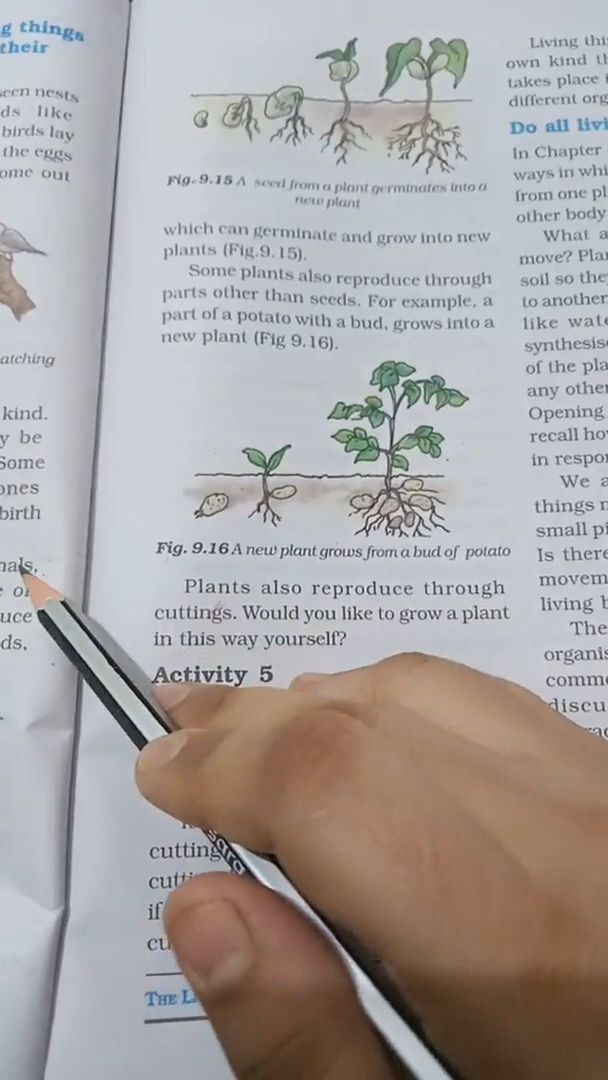 g things
their
seen nests
ds like
birds lay
the eggs
ome out
atching
kind.
y be
Some
ones
birth
nals,
uce
ds,
Fig. 9.15 A seed from a plant germinates into a
new plant
which can germinate and grow into new
plants (Fig.9.15).
Some plants also reproduce through
parts other than seeds. For example, a
part of a potato with a bud, grows into a
new plant (Fig 9.16).
Fig. 9.16 A new plant grows from a bud of potato
Plants also reproduce through
cuttings. Would you like to grow a plant
in this way yourself?
Activity 5
cutting
cutti
if
cu
THE L
Living thi
own kind th
takes place i
different org
Do all livi
In Chapter
ways in whi
from one pl
other body
What a
move? Plan
soil so the
to another
like wate
synthesis
of the pla
any other
Opening
recall ho
in respo
We a
things n
small pi
Is there
movem
living b
The
organis
comm
discu